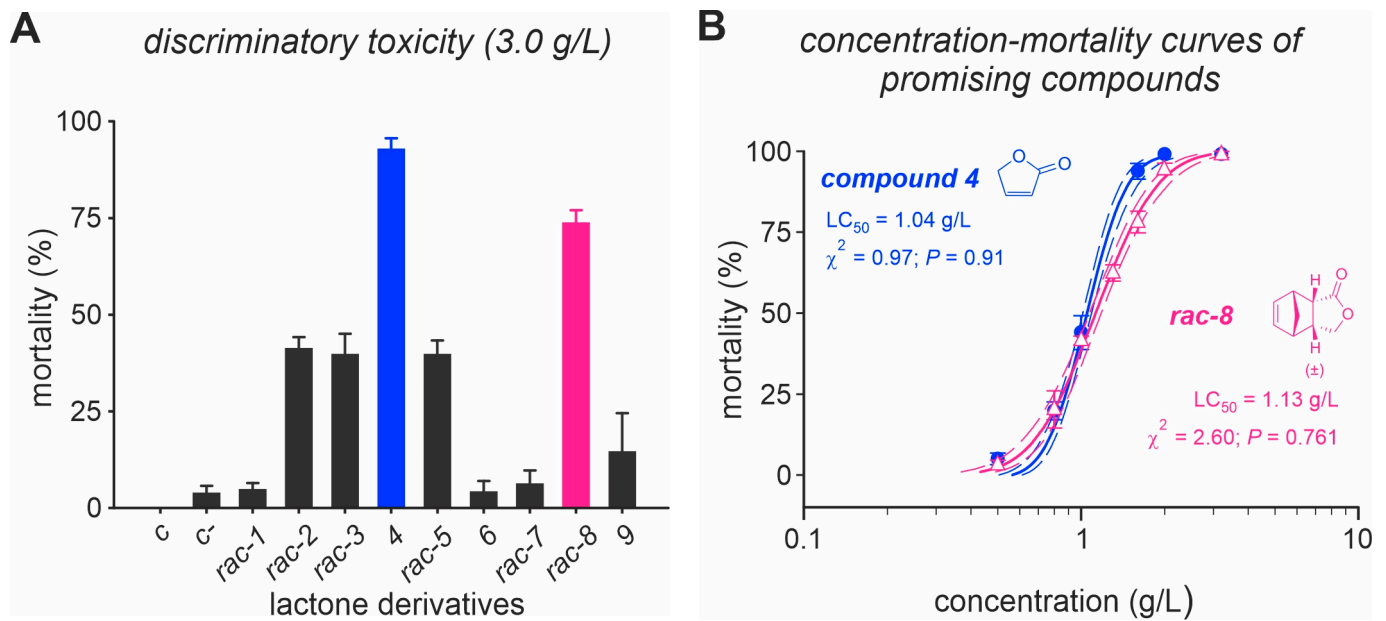 A
discriminatory toxicity (3.0 g/L)
mortality (%)
100
75
50
25
0
c
c-
rac-1
rac-2
rac-3
4
rac-5
6
rac-7
rac-8
9
lactone derivatives
B
concentration-mortality curves of
promising compounds
mortality (%)
100
75
50
25
0
compound 4
O
O
LC50 = 1.04 g/L
χ2 = 0.97; P = 0.91
rac-8
H
O
O
H
(±)
LC50 = 1.13 g/L
χ2 = 2.60; P = 0.761
0.1
1
10
concentration (g/L)